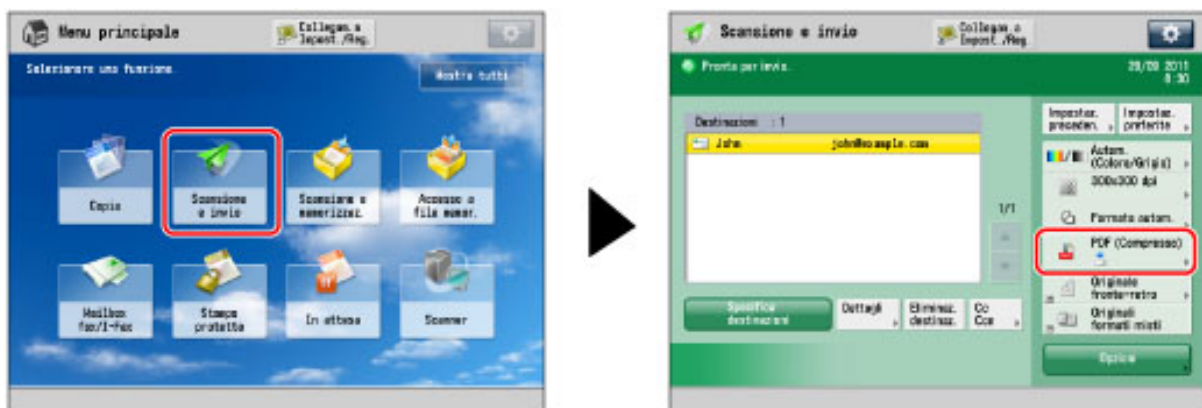 Menu principale
Collegam.a
Impost./Reg.
Selezionare una funzione.
Mostra tutti
Copia
Scansione
e invio
Scansione e
memorizzaz.
Accesso a
file memor.
Mailbox
fax/I-Fax
Stampa
protetta
In attesa
Scanner
Scansione e invio
Collegam.a
Impost./Reg.
Pronta per invio.
29/09 2011
8:30
Destinazioni :1
John john@example.com
1/1
Specifica
destinazioni
Dettagli
Eliminaz.
destinaz.
Cc
Ccn
Impostaz.
preceden.
Impostaz.
preferite
Autom.
(Colore/Grigio)
300x300 dpi
Formato autom.
PDF (Compresso)
Originale
fronte-retro
Originali
formati misti
Opzioni